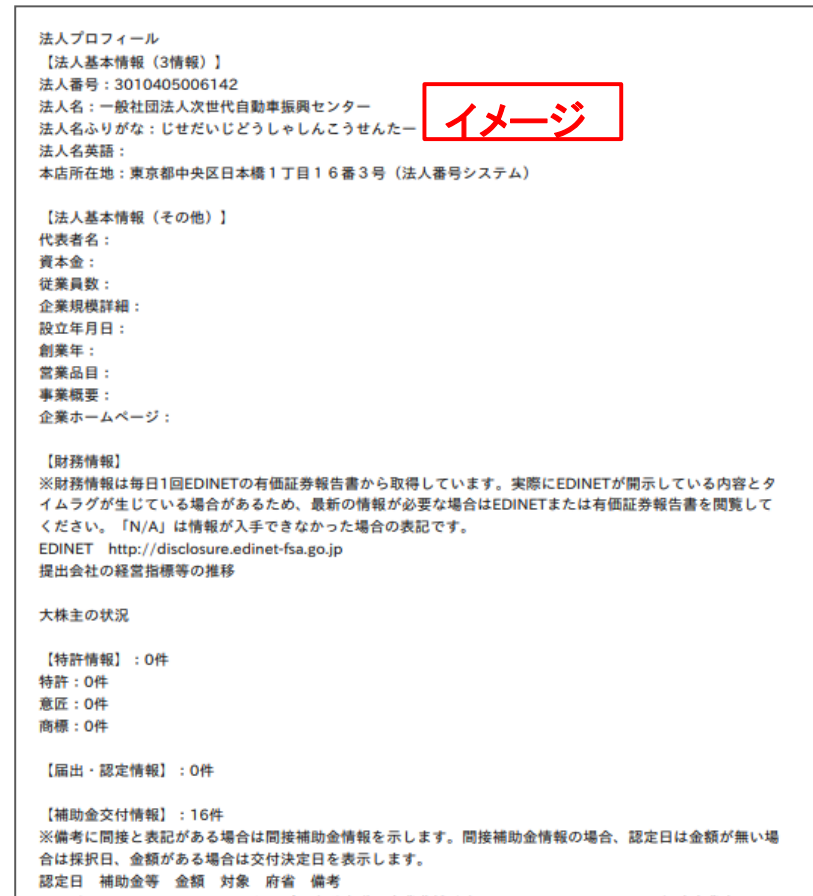 法人プロフィール
【法人基本情報（3情報）】
法人番号：3010405006142
法人名：一般社団法人次世代自動車振興センター
イメージ
法人名ふりがな：じせだいじどうしゃしんこうせんたー
法人名英語：
本店所在地：東京都中央区日本橋１丁目１６番３号（法人番号システム）
【法人基本情報（その他）】
代表者名：
資本金：
従業員数：
企業規模詳細：
設立年月日：
創業年：
営業品目：
事業概要：
企業ホームページ：
【財務情報】
※財務情報は毎日1回EDINETの有価証券報告書から取得しています。実際にEDINETが開示している内容とタ
イムラグが生じている場合があるため、最新の情報が必要な場合はEDINETまたは有価証券報告書を閲覧して
ください。「N/A」は情報が入手できなかった場合の表記です。
EDINET　http://disclosure.edinet-fsa.go.jp
提出会社の経営指標等の推移
大株主の状況
【特許情報】：0件
特許：0件
意匠：0件
商標：0件
【届出・認定情報】：0件
【補助金交付情報】：16件
※備考に間接と表記がある場合は間接補助金情報を示します。間接補助金情報の場合、認定日は金額が無い場
合は採択日、金額がある場合は交付決定日を表示します。
認定日　補助金等　金額　対象　府省　備考